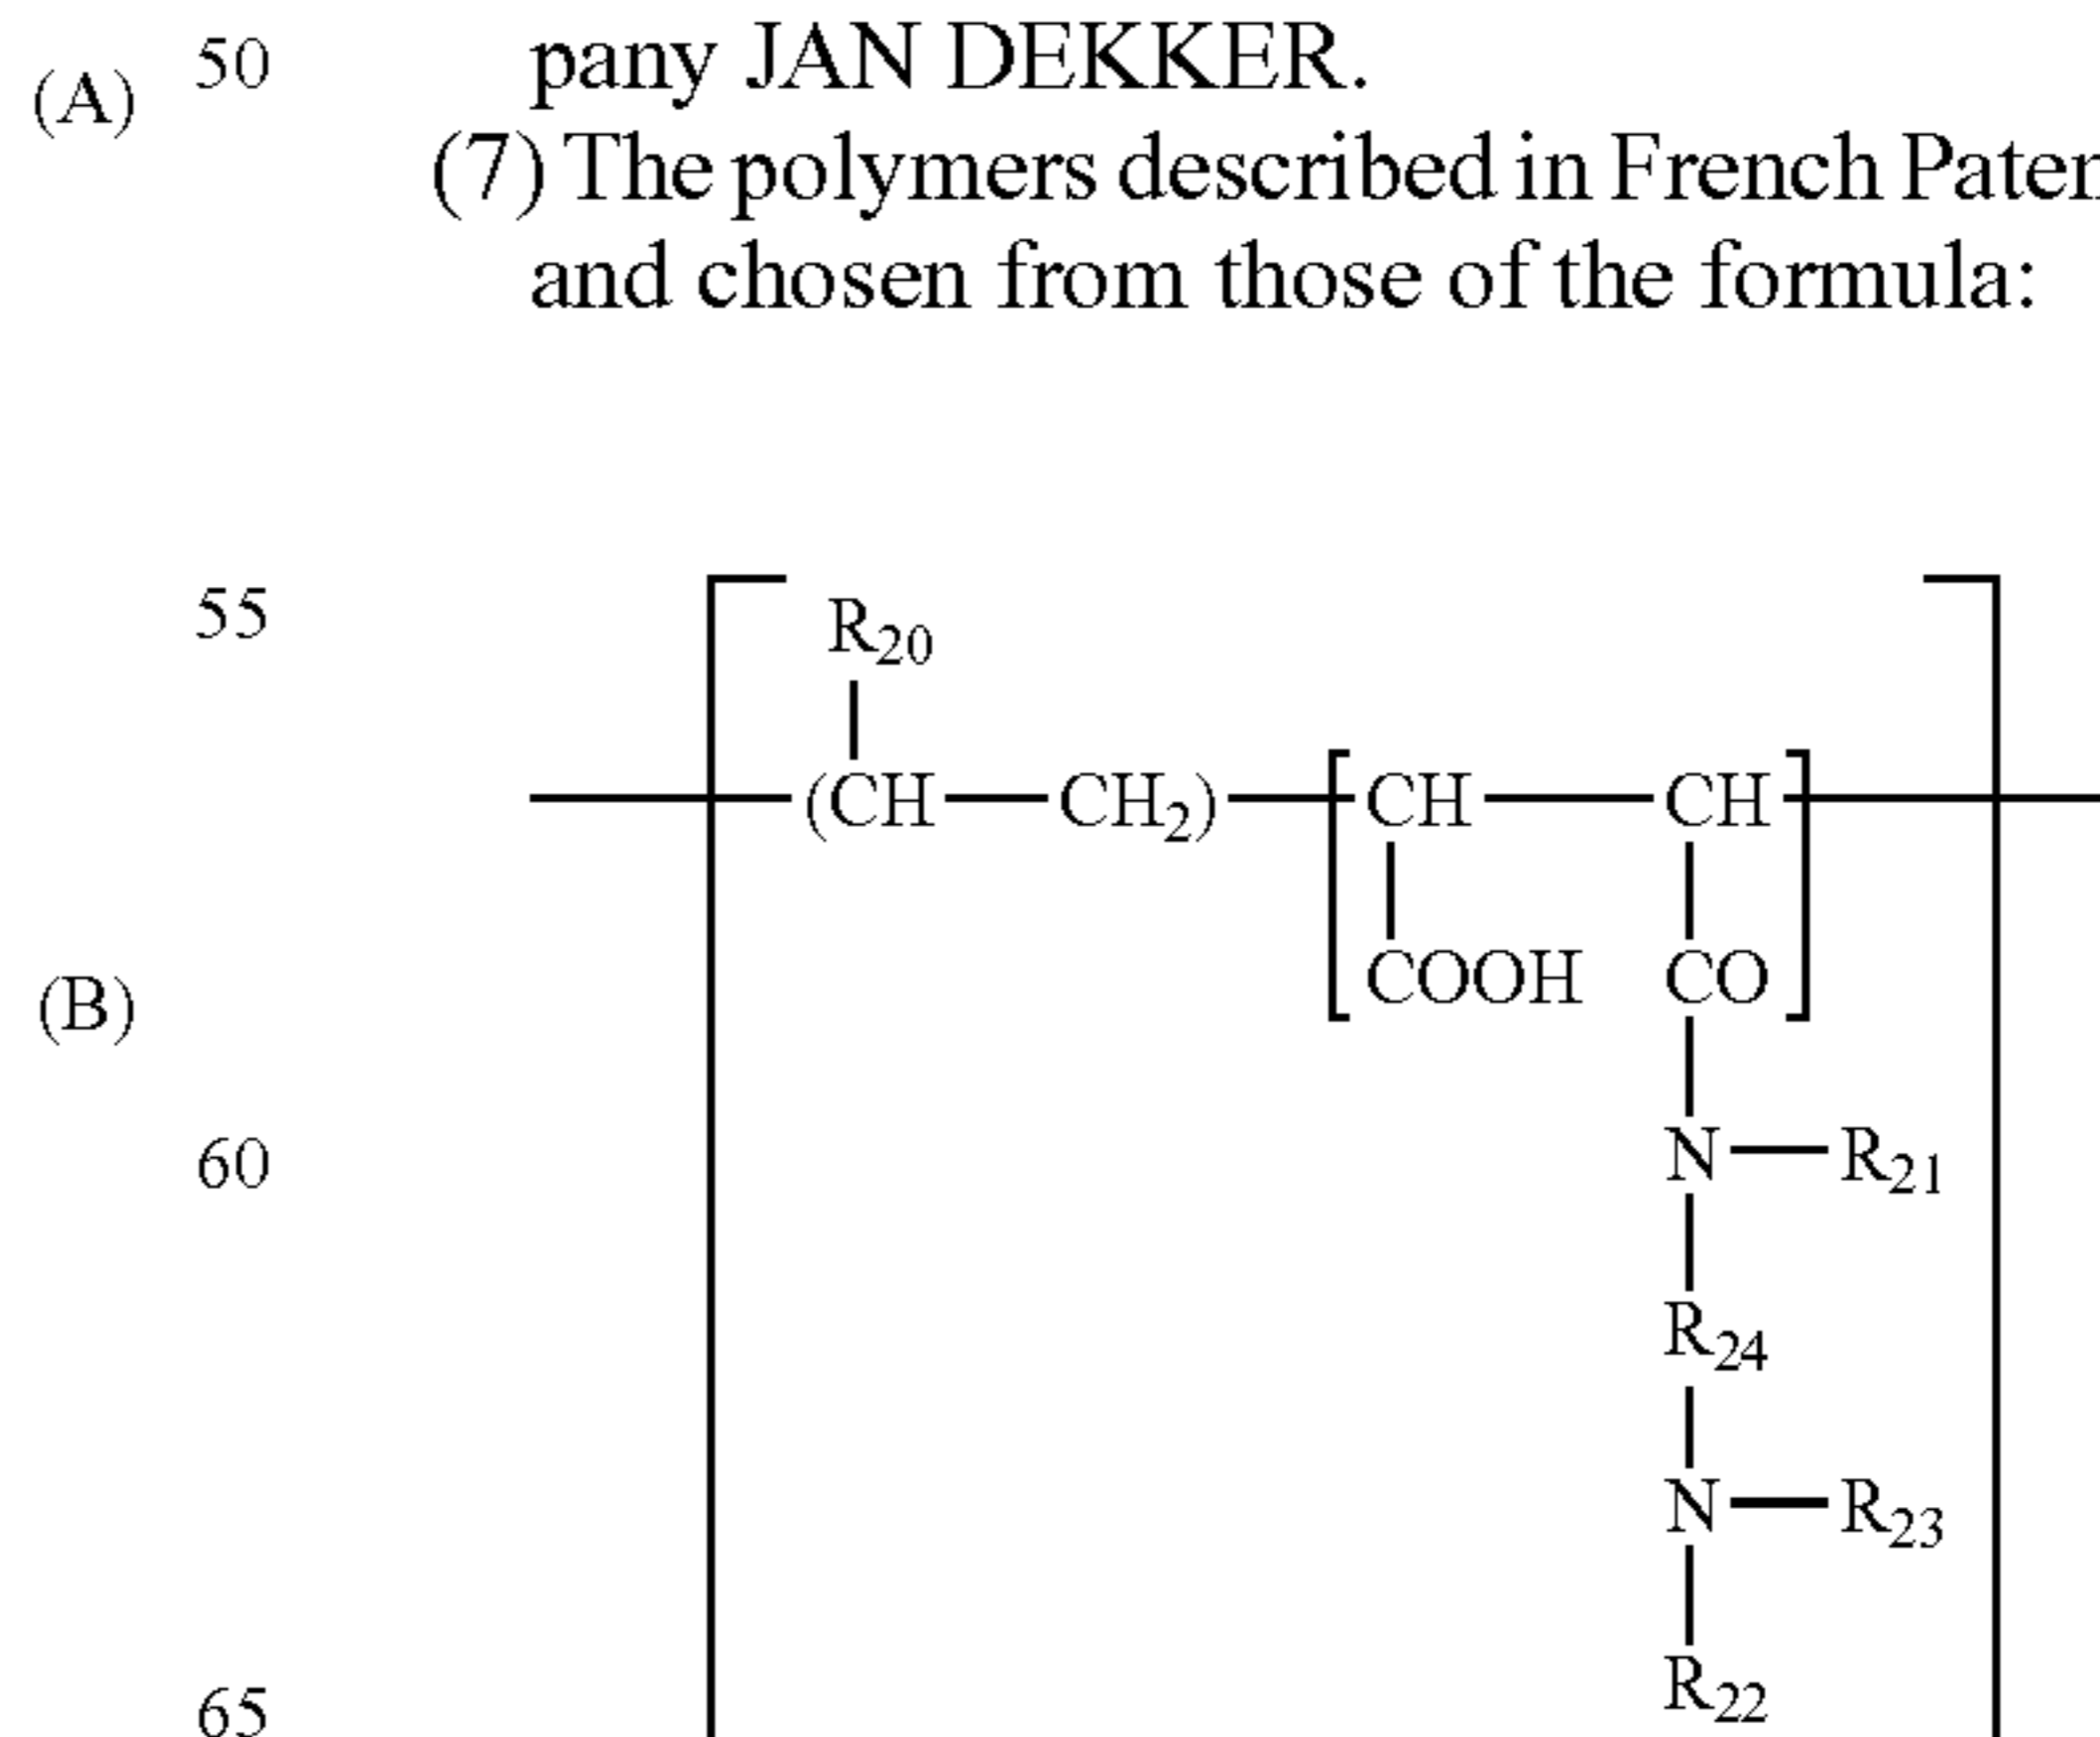 (A) 50 pany JAN DEKKER.
(7) The polymers described in French
and chosen from those of the formula:
55
R20
(CH CH2) CH CH
(B) COOH CO
60 N R21
R24
N R23
65 R22